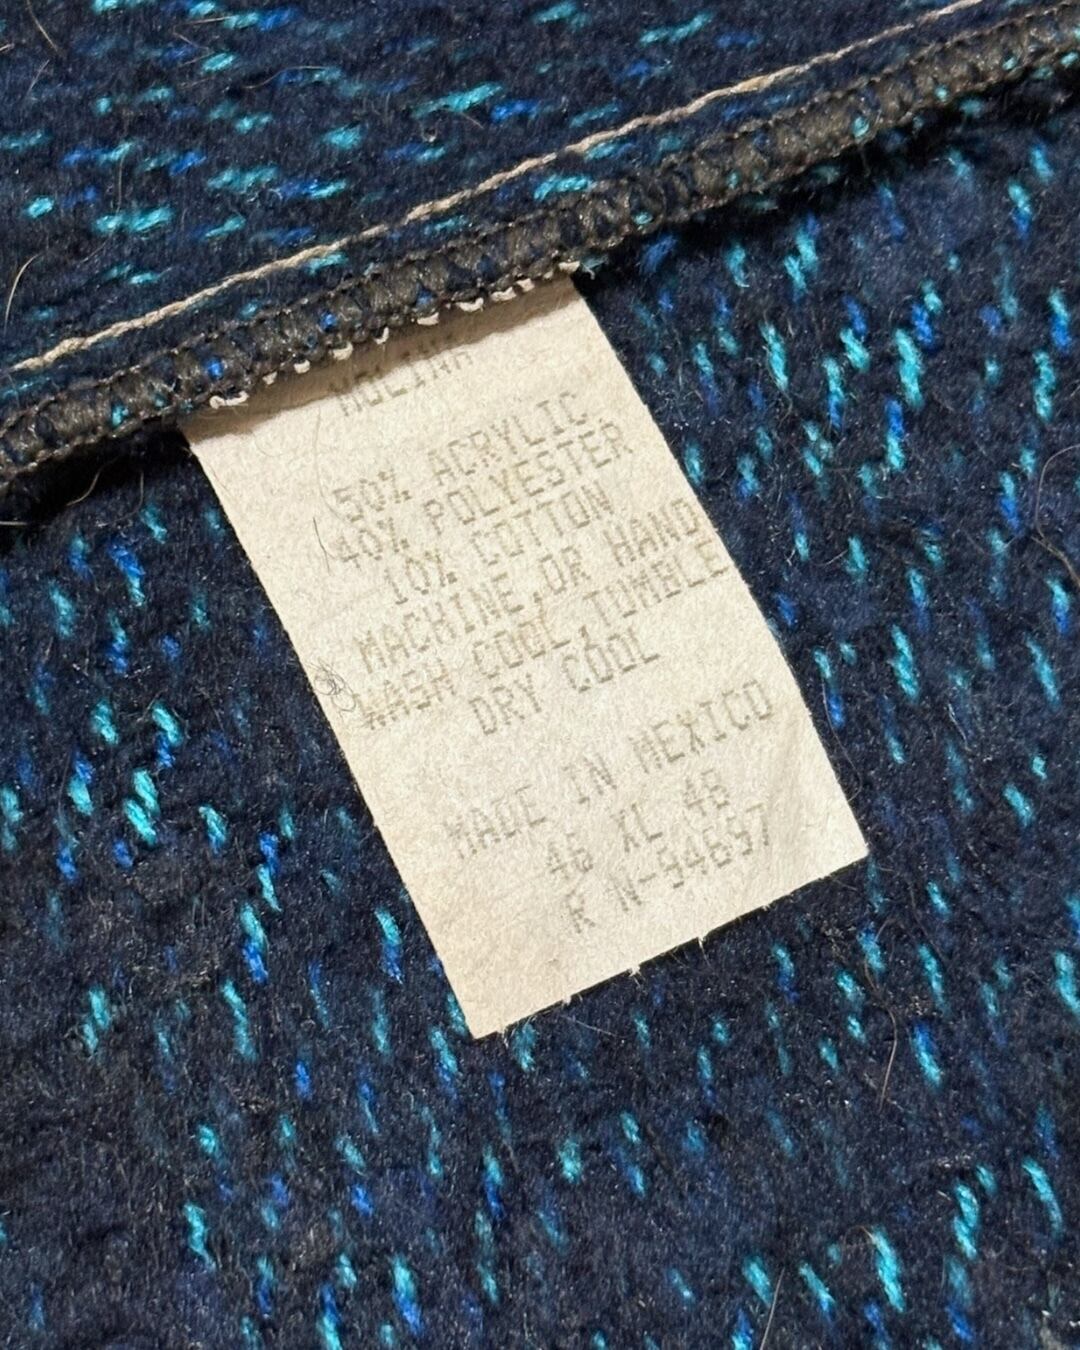 MOLINA
50% ACRYLIC
40% POLYESTER
10% COTTON
MACHINE,OR HAND
WASH COOL,TUMBLE
DRY COOL
MADE IN MEXICO
46 XL 48
R N-94697